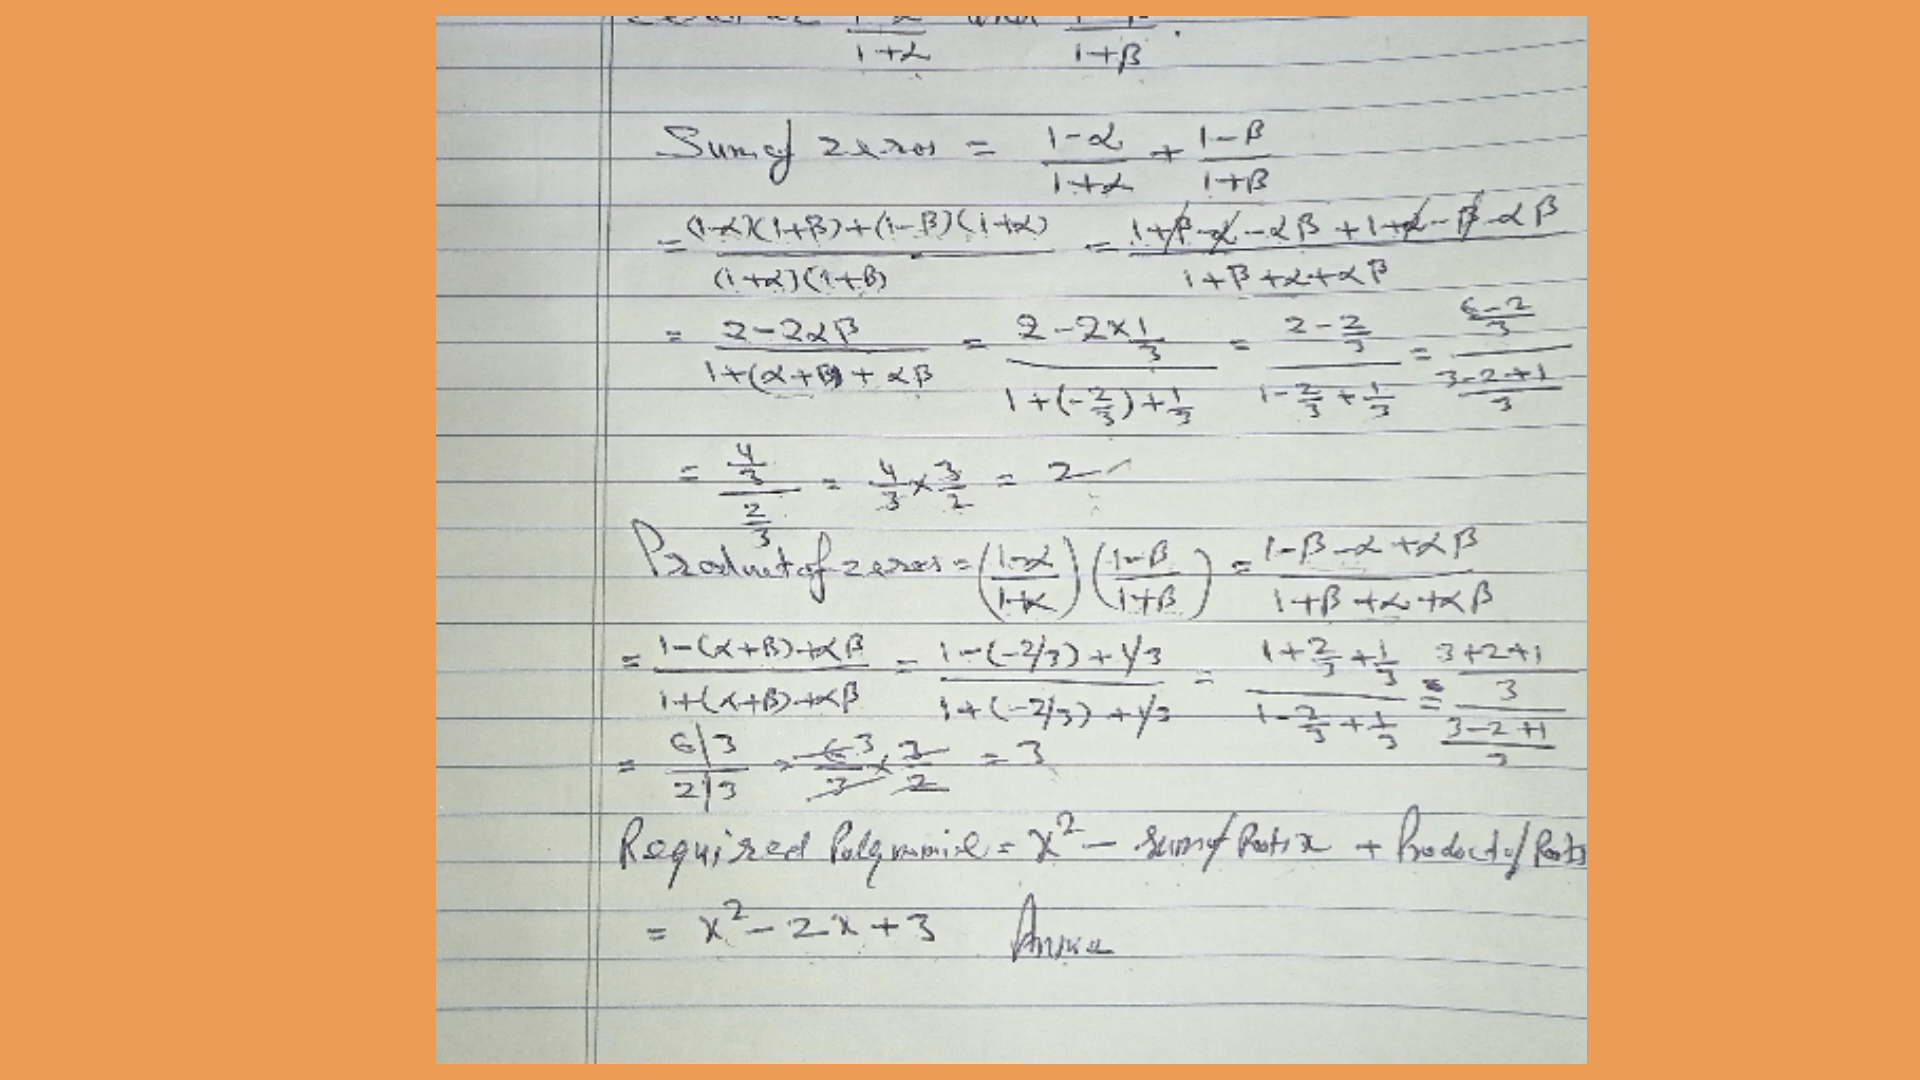 1+α 1+β .
Sum of zeros = 1-α/1+α + 1-β/1+β
= (1-α)(1+β)+(1-β)(1+α)/(1+α)(1+β) = 1+β-α-αβ+1+α-β-αβ/1+β+α+αβ
= 2-2αβ/1+(α+β)+αβ = 2-2×1/3/1+(-2/3)+1/3 = 2-2/3/1-2/3+1/3 = 6-2/3/3-2+1/3
= 4/3/2/3 = 4/3×3/2 = 2
Product of zeros = (1-α/1+α)(1-β/1+β) = 1-β-α+αβ/1+β+α+αβ
= 1-(α+β)+αβ/1+(α+β)+αβ = 1-(-2/3)+1/3/1+(-2/3)+1/3 = 1+2/3+1/3/1-2/3+1/3 = 3+2+1/3/3-2+1/3
= 6/3/2/3 = 6 3/3×3/2 = 3
Required Polynomial = x² - sum of Roots x + Product of Roots
= x² - 2x + 3